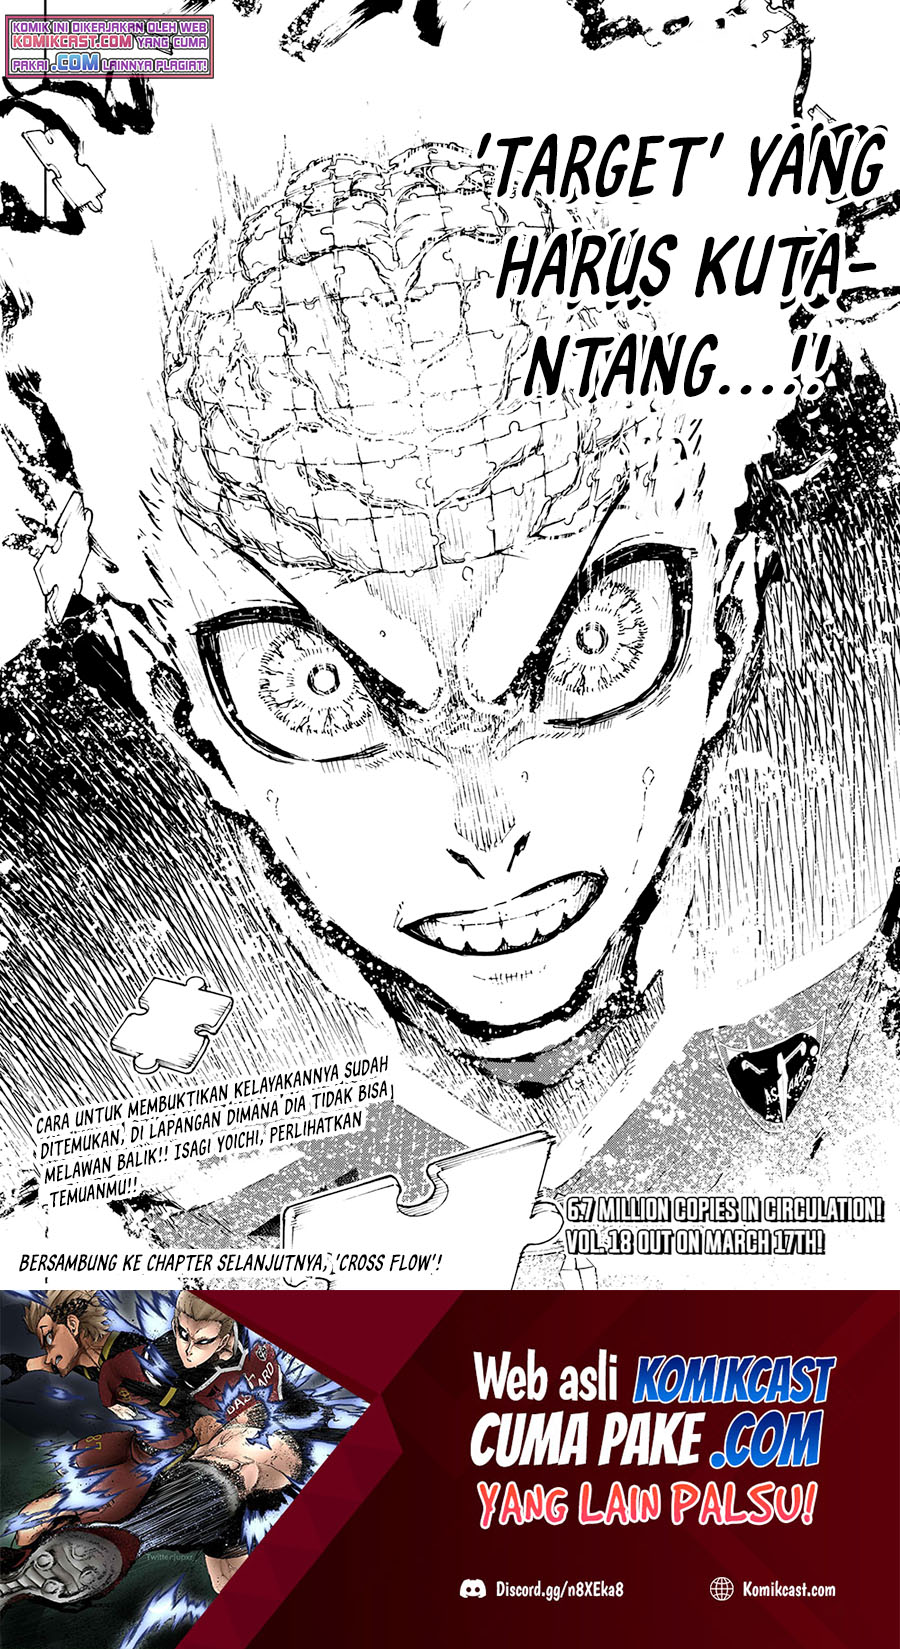 KOMIK INI DIKERJAKAN OLEH WEB
KOMIKCAST.COM YANG CUMA
PAKAI .COM LAINNYA PLAGIAT!
'TARGET' YANG
HARUS KUTA-
NTANG...!!
CARA UNTUK MEMBUKTIKAN KELAYAKANNYA SUDAH
DITEMUKAN, DI LAPANGAN DIMANA DIA TIDAK BISA
MELAWAN BALIK!! ISAGI YOICHI, PERLIHATKAN
TEMUANMU!!
6.7 MILLION COPIES IN CIRCULATION!
VOL. 18 OUT ON MARCH 17TH!
BERSAMBUNG KE CHAPTER SELANJUTNYA, 'CROSS FLOW'!
Web asli KOMIKCAST
CUMA PAKE .COM
YANG LAIN PALSU!
Discord.gg/n8XEka8
Komikcast.com